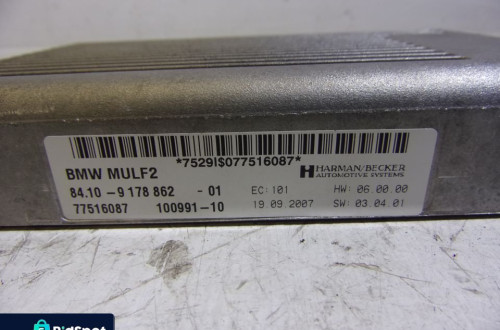 *7529I$077516087*
BMW MULF2
HARMAN/BECKER
AUTOMOTIVE SYSTEMS
84.10 - 9 178 862 - 01
EC: 101
HW: 06.00.00
77516087
100991-10
19.09.2007
SW: 03.04.01
BidSpot